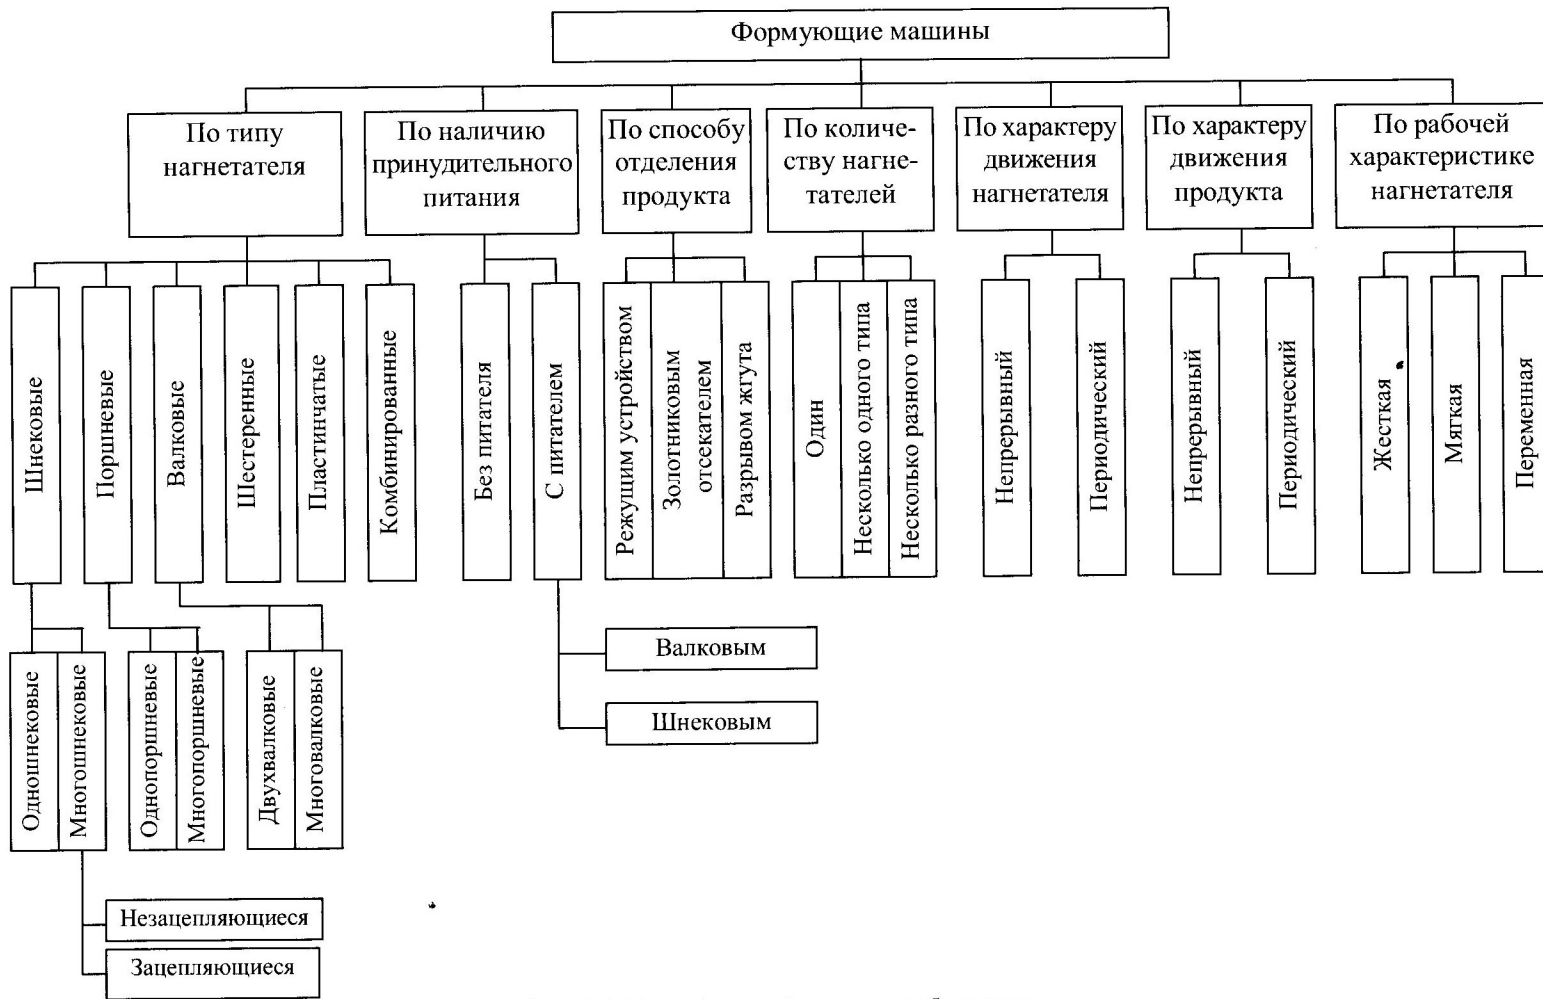 Формующие машины
По типу
нагнетателя
По наличию
принудительного
питания
По способу
отделения
продукта
По количе-
ству нагне-
тателей
По характеру
движения
нагнетателя
По характеру
движения
продукта
По рабочей
характеристике
нагнетателя
Шнековые
Поршневые
Валковые
Шестеренные
Пластинчатые
Комбинированные
Без питателя
С питателем
Режущим устройством
Золотниковым
отсекателем
Разрывом жгута
Один
Несколько одного типа
Несколько разного типа
Непрерывный
Периодический
Непрерывный
Периодический
Жесткая
Мягкая
Переменная
Одношнековые
Многошнековые
Однопоршневые
Многопоршневые
Двухвалковые
Многовалковые
Валковым
Шнековым
Незацепляющиеся
Зацепляющиеся